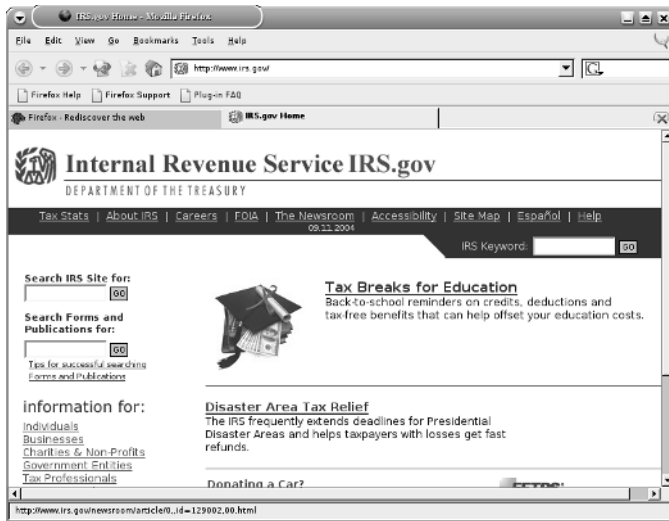 IRS.gov Home - Mozilla Firefox
File Edit View Go Bookmarks Tools Help
http://www.irs.gov/
G
Firefox Help Firefox Support Plug-in FAQ
Firefox - Rediscover the web IRS.gov Home
Internal Revenue Service IRS.gov
DEPARTMENT OF THE TREASURY
Tax Stats | About IRS | Careers | FOIA | The Newsroom | Accessibility | Site Map | Español | Help
09.11.2004
IRS Keyword: GO
Search IRS Site for:
GO
Search Forms and
Publications for:
GO
Tips for successful searching
Forms and Publications
information for:
Individuals
Businesses
Charities & Non-Profits
Government Entities
Tax Professionals
Tax Breaks for Education
Back-to-school reminders on credits, deductions and
tax-free benefits that can help offset your education costs.
Disaster Area Tax Relief
The IRS frequently extends deadlines for Presidential
Disaster Areas and helps taxpayers with losses get fast
refunds.
Donating a Car?
EFTPS:
http://www.irs.gov/newsroom/article/0,,id=129002,00.html